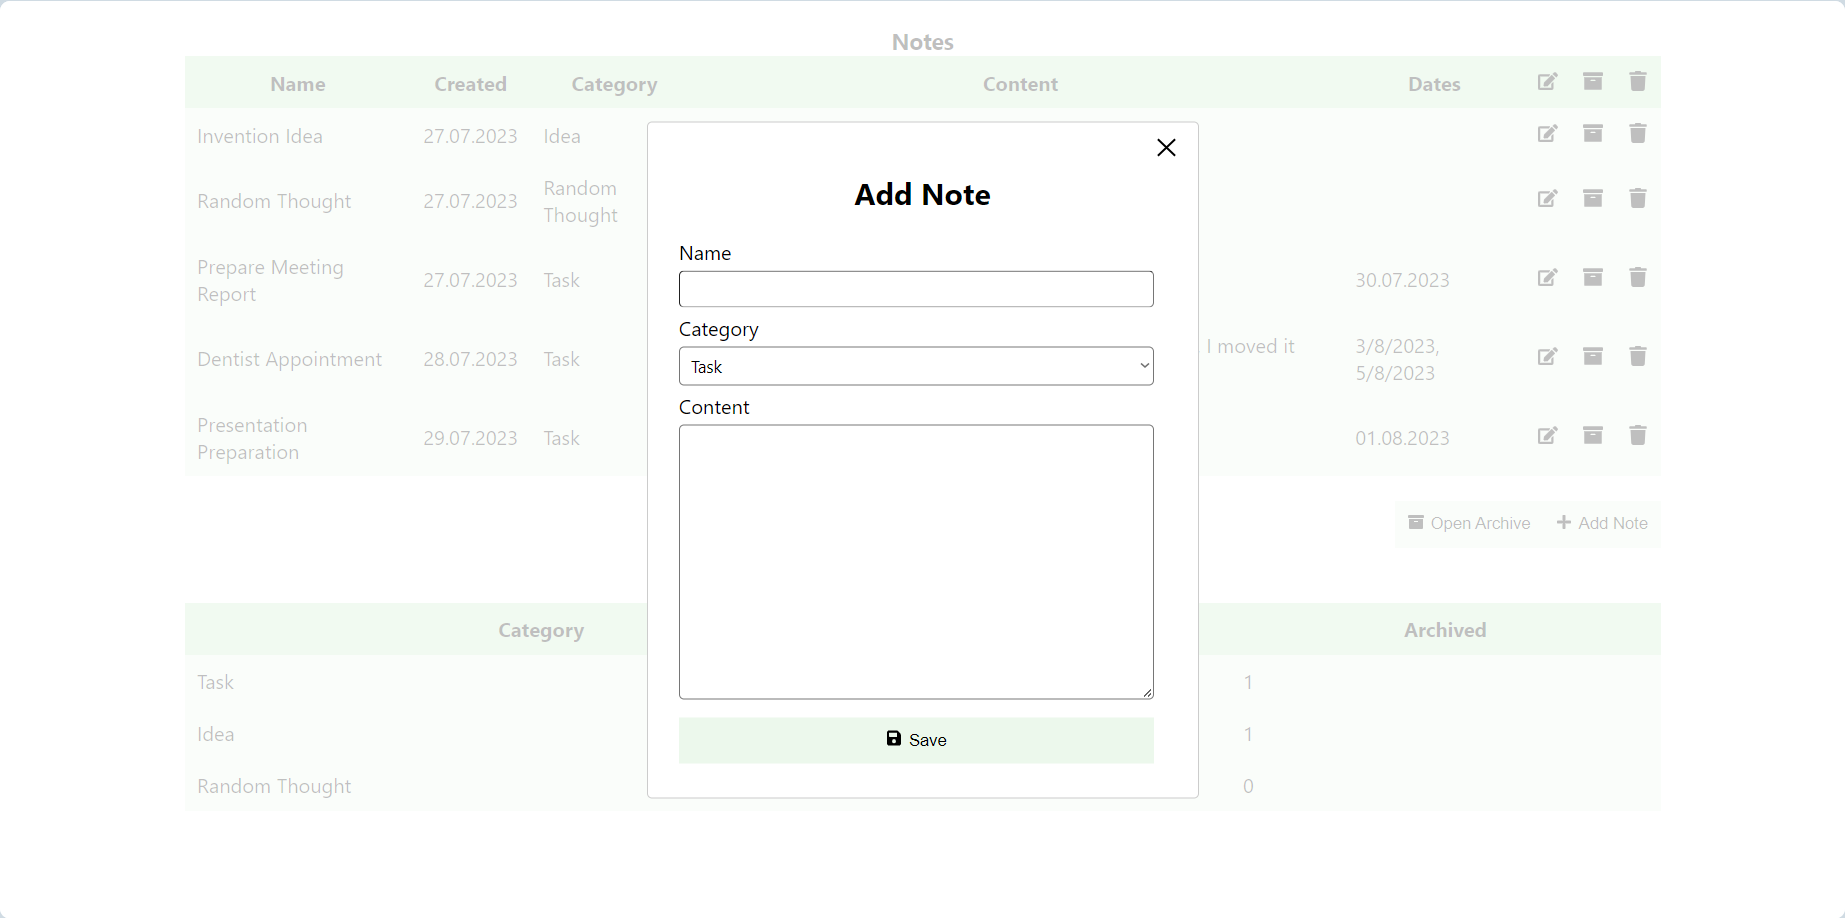 Notes
Name Created Category Content Dates
Invention Idea 27.07.2023 Idea
Random Thought 27.07.2023 Random Thought
Prepare Meeting Report 27.07.2023 Task 30.07.2023
Dentist Appointment 28.07.2023 Task I moved it 3/8/2023, 5/8/2023
Presentation Preparation 29.07.2023 Task 01.08.2023
Open Archive Add Note
Category Archived
Task 1
Idea 1
Random Thought 0
Add Note
Name
Category
Task
Content
Save